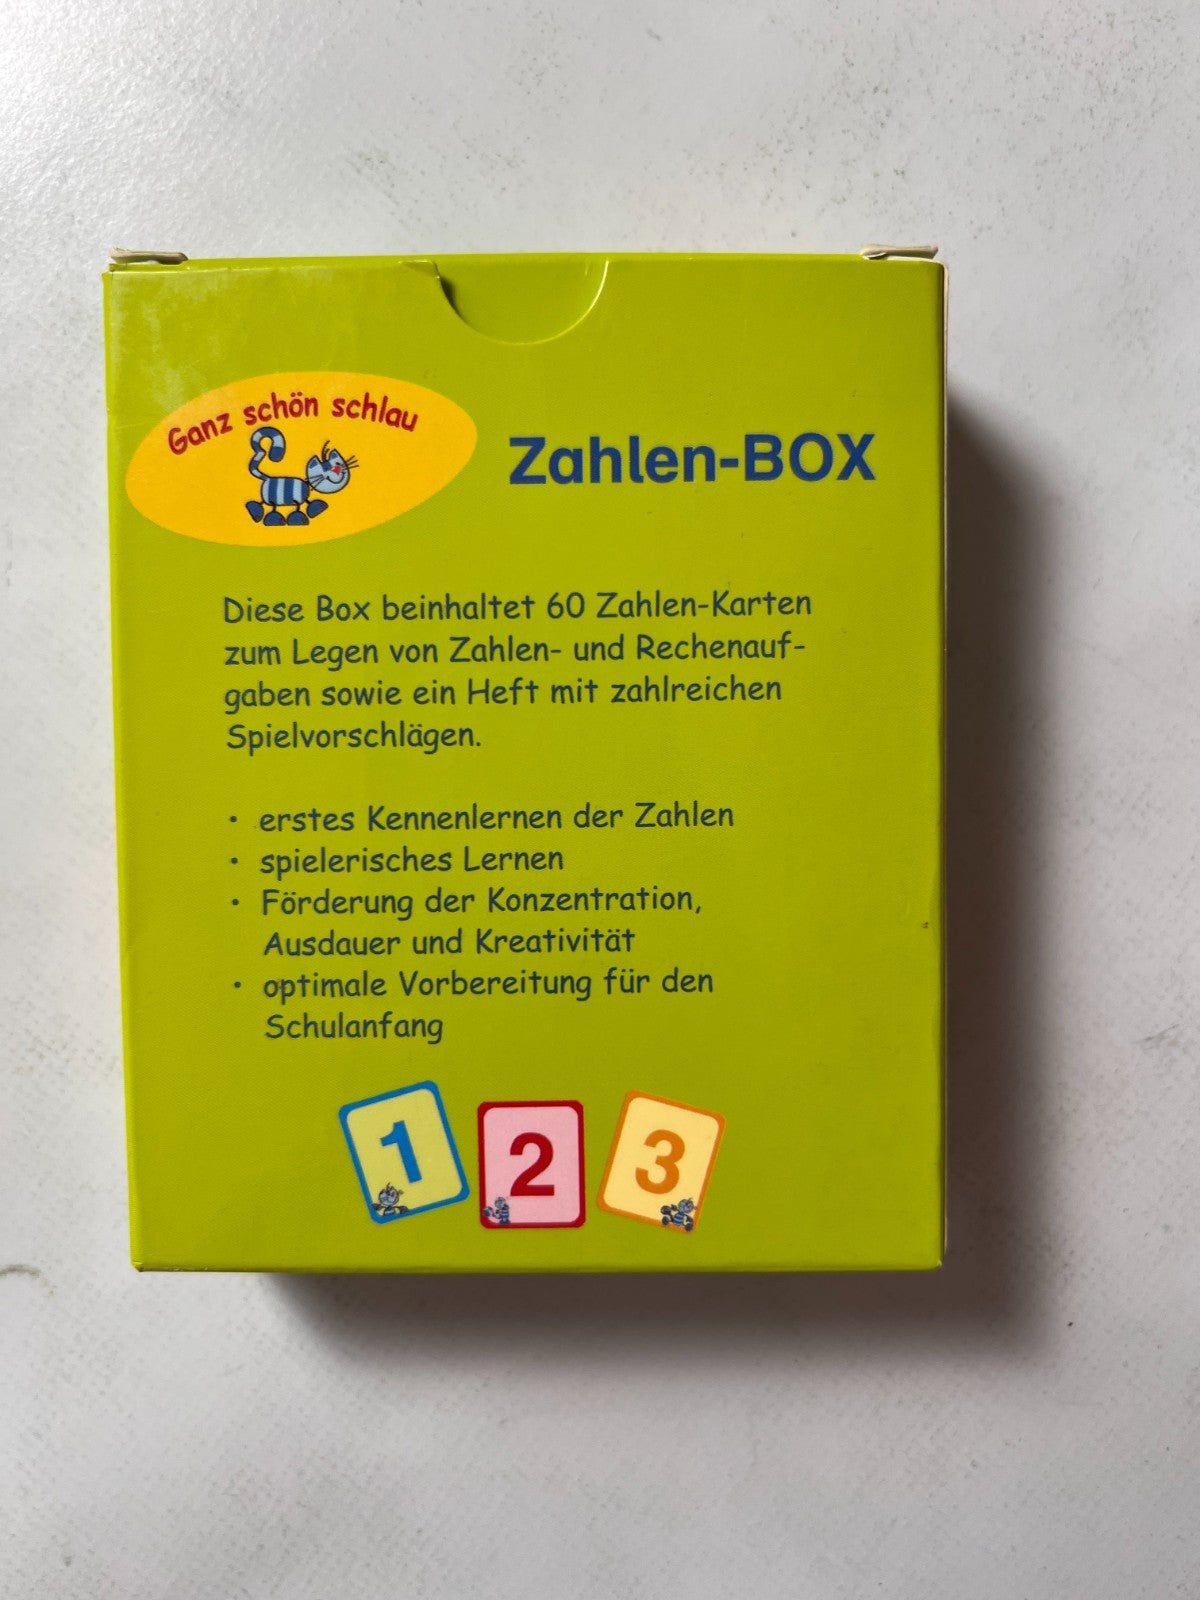 Ganz schön schlau
Zahlen-BOX
Diese Box beinhaltet 60 Zahlen-Karten
zum Legen von Zahlen- und Rechenauf-
gaben sowie ein Heft mit zahlreichen
Spielvorschlägen.
• erstes Kennenlernen der Zahlen
• spielerisches Lernen
• Förderung der Konzentration,
Ausdauer und Kreativität
• optimale Vorbereitung für den
Schulanfang
1 2 3